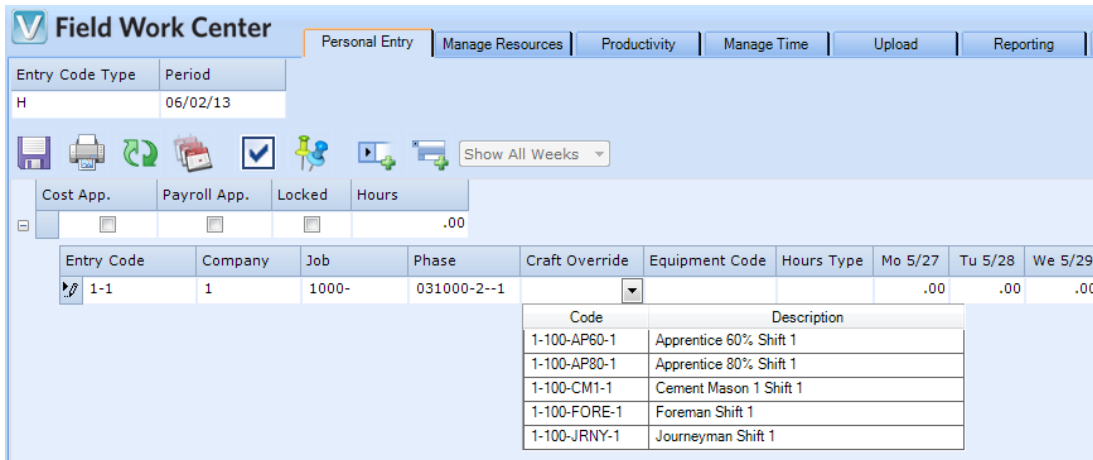 V Field Work Center
Personal Entry Manage Resources Productivity Manage Time Upload Reporting
Entry Code Type Period
H 06/02/13
Show All Weeks
Cost App. Payroll App. Locked Hours
.00
Entry Code Company Job Phase Craft Override Equipment Code Hours Type Mo 5/27 Tu 5/28 We 5/29
1-1 1 1000- 031000-2--1 .00 .00 .00
Code Description
1-100-AP60-1 Apprentice 60% Shift 1
1-100-AP80-1 Apprentice 80% Shift 1
1-100-CM1-1 Cement Mason 1 Shift 1
1-100-FORE-1 Foreman Shift 1
1-100-JRNY-1 Journeyman Shift 1